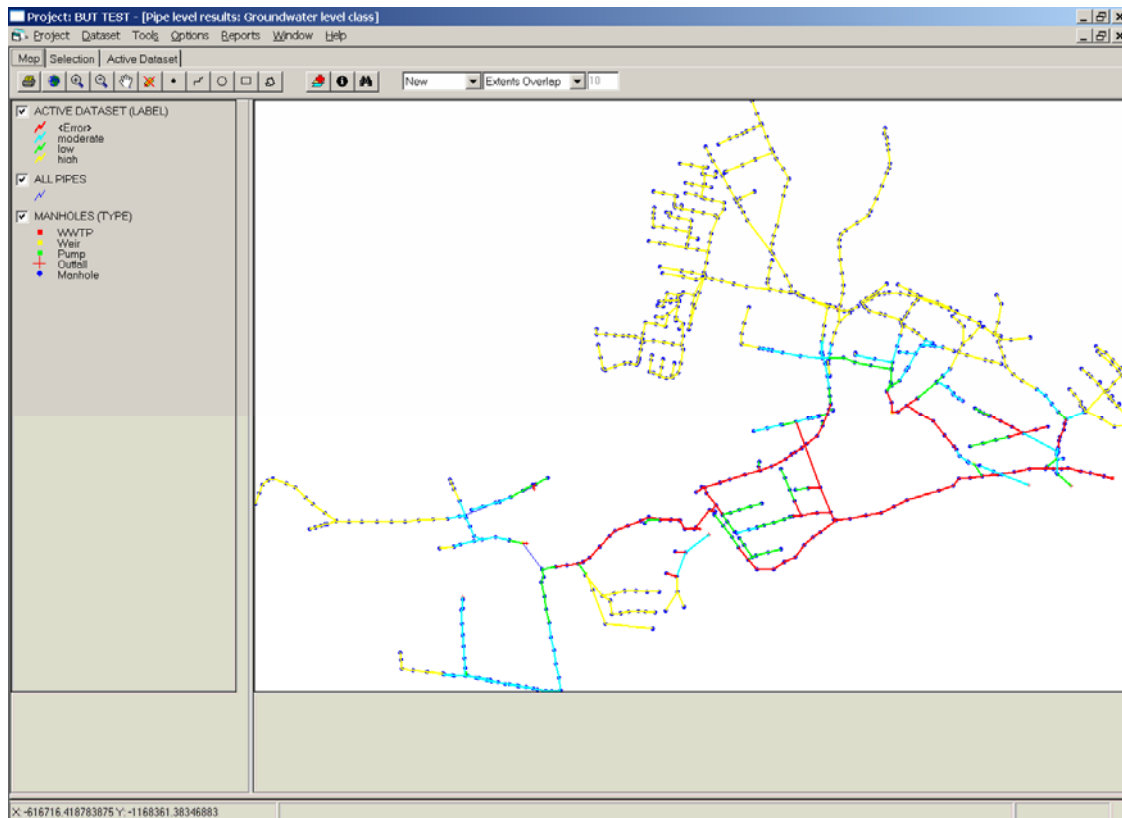 Project: BUT TEST - [Pipe level results: Groundwater level class]
Project Dataset Tools Options Reports Window Help
Map Selection Active Dataset
New Extents Overlap 10
ACTIVE DATASET (LABEL)
<Error>
moderate
low
high
ALL PIPES
MANHOLES (TYPE)
WWTP
Weir
Pump
Outfall
Manhole
X: -616716.418783875 Y: -1168361.38346883